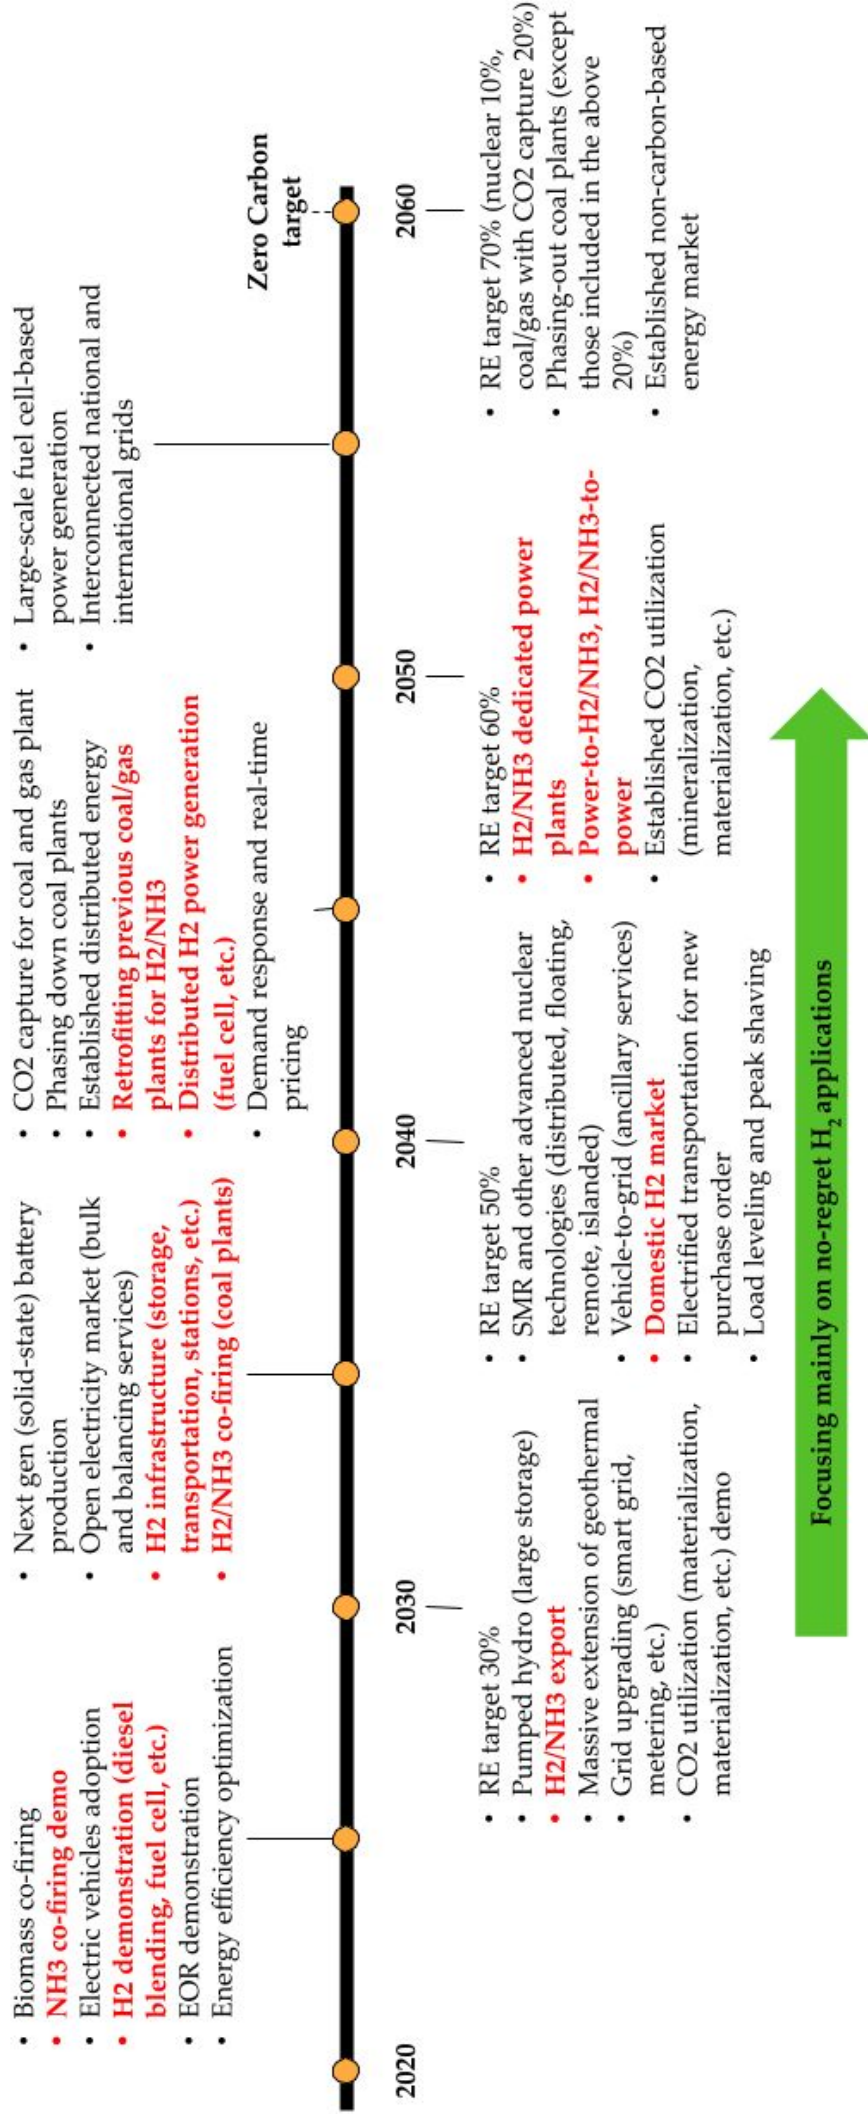 • Biomass co-firing
• NH3 co-firing demo
• Electric vehicles adoption
• H2 demonstration (diesel
blending, fuel cell, etc.)
• EOR demonstration
• Energy efficiency optimization
• Next gen (solid-state) battery
production
• Open electricity market (bulk
and balancing services)
• H2 infrastructure (storage,
transportation, stations, etc.)
• H2/NH3 co-firing (coal plants)
• CO2 capture for coal and gas plant
• Phasing down coal plants
• Established distributed energy
• Retrofitting previous coal/gas
plants for H2/NH3
• Distributed H2 power generation
(fuel cell, etc.)
• Demand response and real-time
pricing
• Large-scale fuel cell-based
power generation
• Interconnected national and
international grids
Zero Carbon
target
2020
2030
2040
2050
2060
• RE target 30%
• Pumped hydro (large storage)
• H2/NH3 export
• Massive extension of geothermal
• Grid upgrading (smart grid,
metering, etc.)
• CO2 utilization (materialization,
materialization, etc.) demo
• RE target 50%
• SMR and other advanced nuclear
technologies (distributed, floating,
remote, islanded)
• Vehicle-to-grid (ancillary services)
• Domestic H2 market
• Electrified transportation for new
purchase order
• Load leveling and peak shaving
• RE target 60%
• H2/NH3 dedicated power
plants
• Power-to-H2/NH3, H2/NH3-to-
power
• Established CO2 utilization
(mineralization,
materialization, etc.)
• RE target 70% (nuclear 10%,
coal/gas with CO2 capture 20%)
• Phasing-out coal plants (except
those included in the above
20%)
• Established non-carbon-based
energy market
Focusing mainly on no-regret H₂ applications